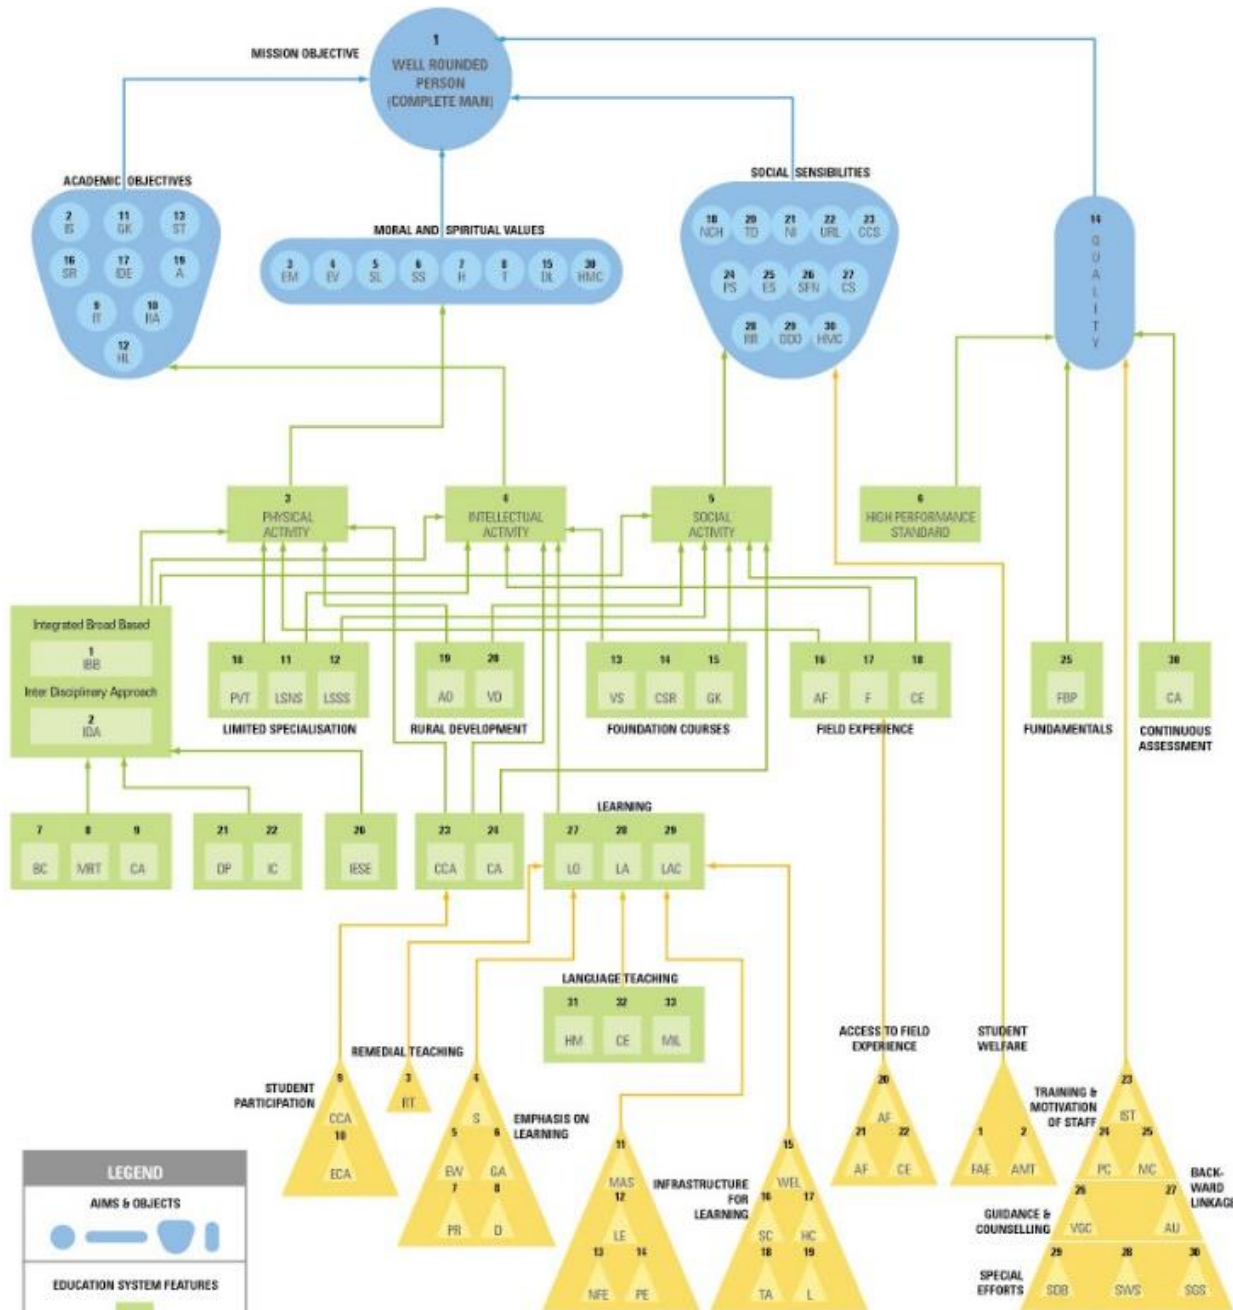 MISSION OBJECTIVE
1
WELL ROUNDED
PERSON
(COMPLETE MAN)
ACADEMIC OBJECTIVES
2 11 13
IS GK ST
16 17 19
SR IDE A
9 10
IT RA
12
HL
MORAL AND SPIRITUAL VALUES
3 4 5 6 7 8 15 30
EM EV SL SS H T DL HMC
SOCIAL SENSIBILITIES
18 20 21 22 23
NCH TD NI URL CCS
24 25 26 27
PS ES SFN CS
28 29 30
RR GDO HMC
14
QUALITY
3
PHYSICAL
ACTIVITY
4
INTELLECTUAL
ACTIVITY
5
SOCIAL
ACTIVITY
6
HIGH PERFORMANCE
STANDARD
Integrated Broad Based
1
IBB
Inter Disciplinary Approach
2
IDA
10 11 12
PVT LSNS LSSS
LIMITED SPECIALISATION
19 20
AO VO
RURAL DEVELOPMENT
13 14 15
VS CSR GK
FOUNDATION COURSES
16 17 18
AF F CE
FIELD EXPERIENCE
25
FBP
FUNDAMENTALS
30
CA
CONTINUOUS
ASSESSMENT
7 8 9
BC MRT CA
21 22
DP IC
26
IESE
23 24
CCA CA
LEARNING
27 28 29
LO LA LAC
LANGUAGE TEACHING
31 32 33
HM CE MIL
STUDENT
PARTICIPATION
9
CCA
10
ECA
REMEDIAL TEACHING
3
RT
EMPHASIS ON
LEARNING
6
S
5 6
EW GA
7 8
PR D
11
MAS
12
LE
13 14
NFE PE
INFRASTRUCTURE
FOR
LEARNING
15
WEL
16 17
SC HC
18 19
TA L
ACCESS TO FIELD
EXPERIENCE
20
AF
21 22
AF CE
STUDENT
WELFARE
1 2
FAE AMT
TRAINING &
MOTIVATION
OF STAFF
23
IST
24 25
PC MC
BACK-
WARD
LINKAGE
GUIDANCE &
COUNSELLING
26 27
VGC AU
SPECIAL
EFFORTS
29 28 30
SDB SWS SGS
LEGEND
AIMS & OBJECTS
EDUCATION SYSTEM FEATURES